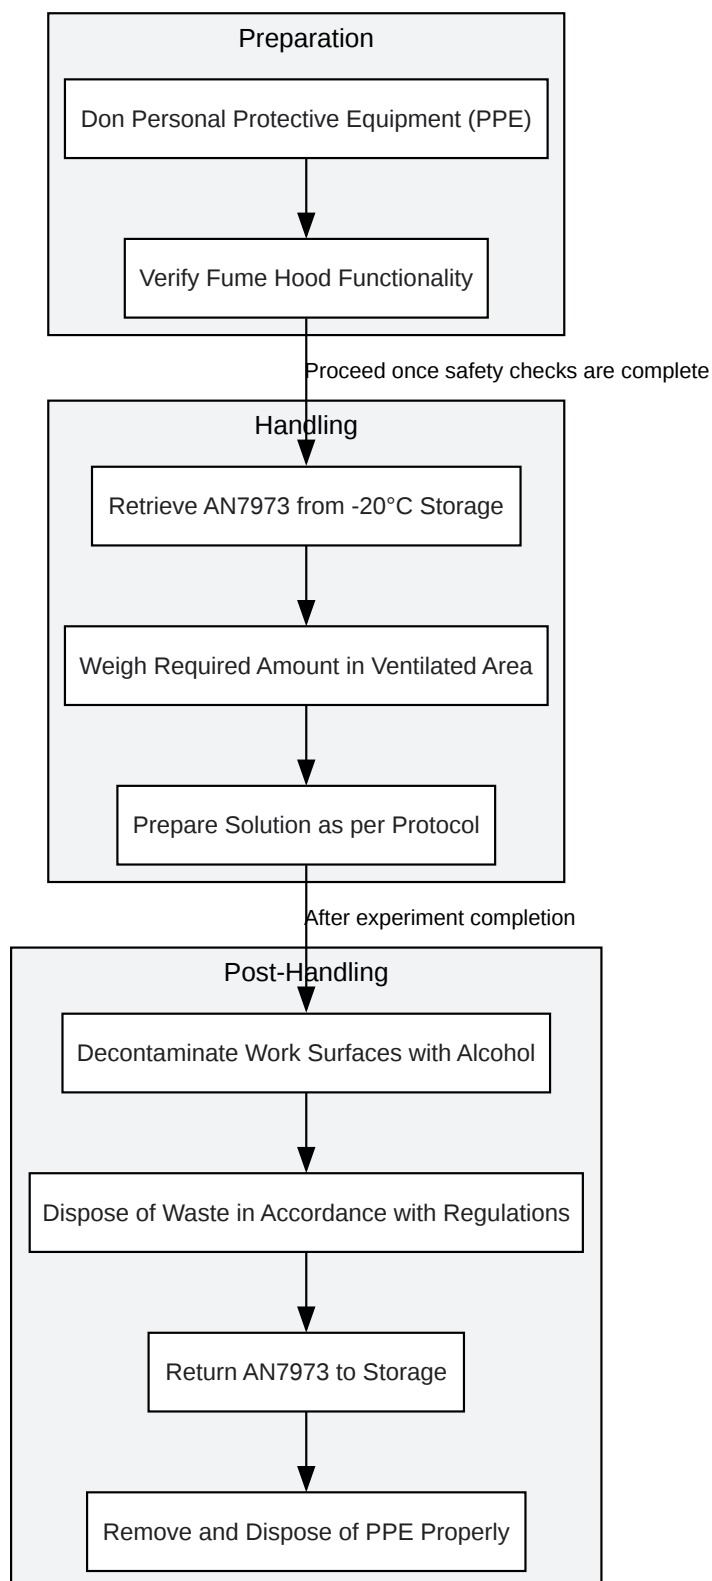 Preparation
Don Personal Protective Equipment (PPE)
Verify Fume Hood Functionality
Proceed once safety checks are complete
Handling
Retrieve AN7973 from -20°C Storage
Weigh Required Amount in Ventilated Area
Prepare Solution as per Protocol
After experiment completion
Post-Handling
Decontaminate Work Surfaces with Alcohol
Dispose of Waste in Accordance with Regulations
Return AN7973 to Storage
Remove and Dispose of PPE Properly